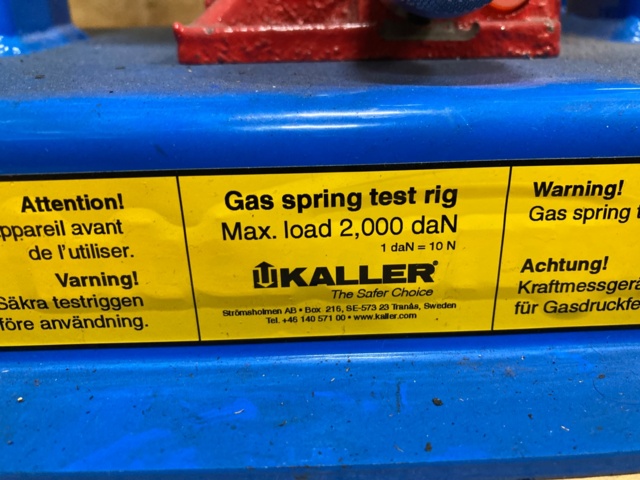 Attention!
appareil avant
de l'utiliser.
Varning!
Säkra testriggen
före användning.
Gas spring test rig
Max. load 2,000 daN
1 daN = 10 N
KALLER®
The Safer Choice
Strömsholmen AB • Box 216, SE-573 23 Tranås, Sweden
Tel. +46 140 571 00 • www.kaller.com
Warning!
Gas spring t
Achtung!
Kraftmessgerä
für Gasdruckfe